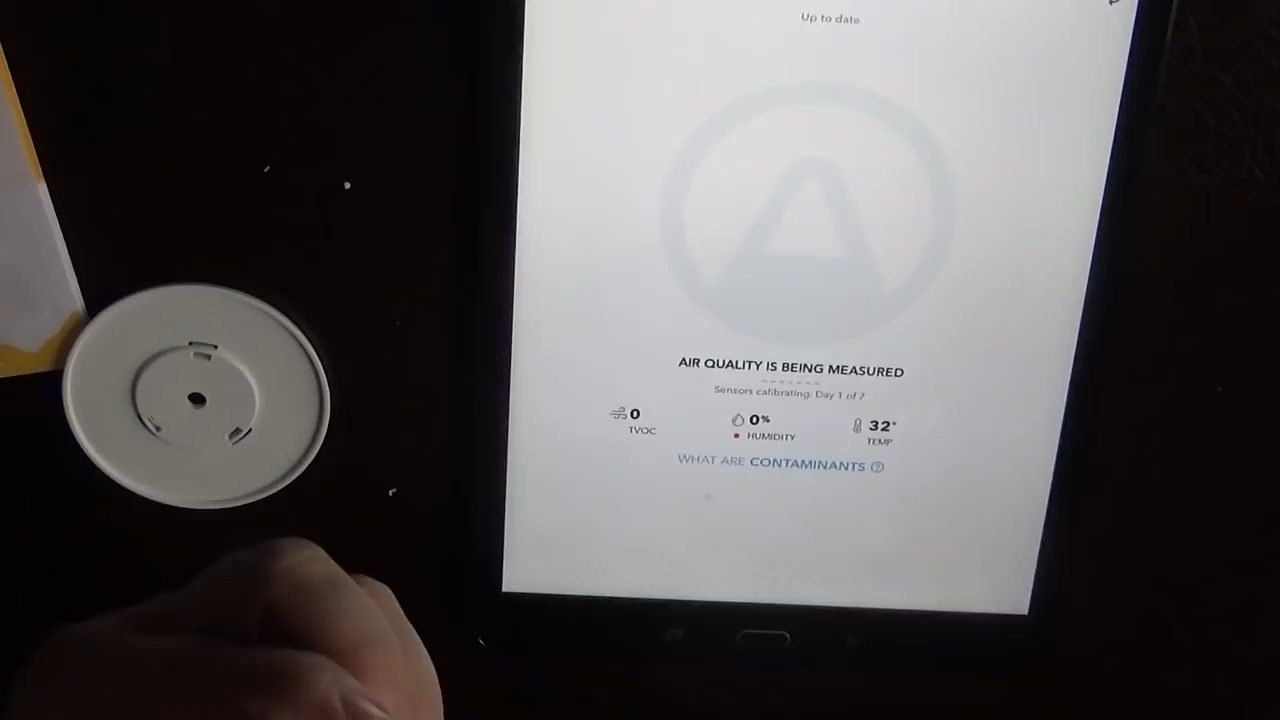 Up to date
AIR QUALITY IS BEING MEASURED
Sensors calibrating: Day 1 of 7
0 0% 32°
TVOC HUMIDITY TEMP
WHAT ARE CONTAMINANTS ?